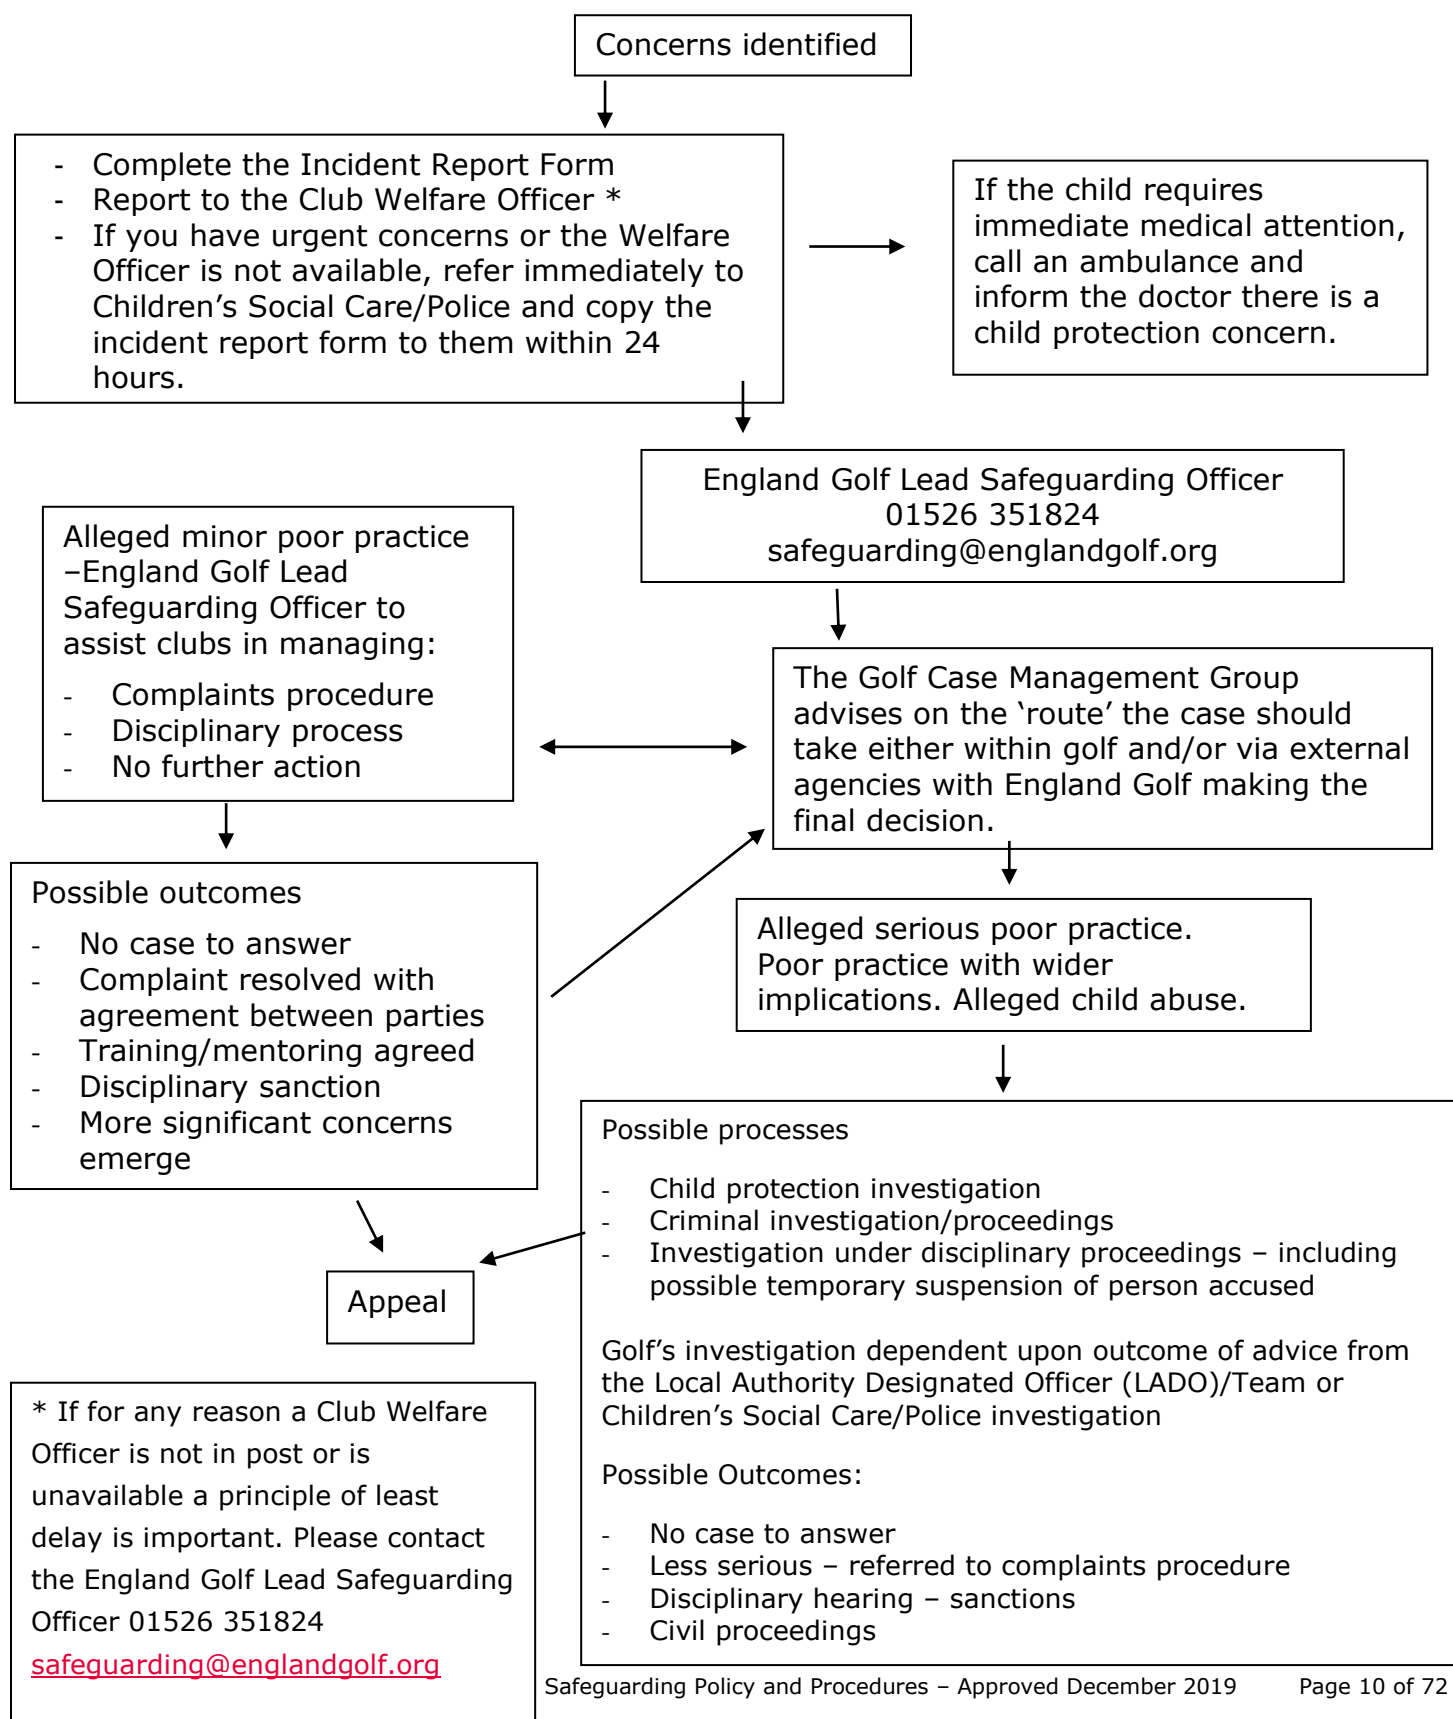 Concerns identified
- Complete the Incident Report Form
- Report to the Club Welfare Officer *
- If you have urgent concerns or the Welfare
Officer is not available, refer immediately to
Children’s Social Care/Police and copy the
incident report form to them within 24
hours.
If the child requires
immediate medical attention,
call an ambulance and
inform the doctor there is a
child protection concern.
England Golf Lead Safeguarding Officer
01526 351824
safeguarding@englandgolf.org
Alleged minor poor practice
–England Golf Lead
Safeguarding Officer to
assist clubs in managing:
- Complaints procedure
- Disciplinary process
- No further action
The Golf Case Management Group
advises on the ‘route’ the case should
take either within golf and/or via external
agencies with England Golf making the
final decision.
Possible outcomes
- No case to answer
- Complaint resolved with
agreement between parties
- Training/mentoring agreed
- Disciplinary sanction
- More significant concerns
emerge
Alleged serious poor practice.
Poor practice with wider
implications. Alleged child abuse.
Possible processes
- Child protection investigation
- Criminal investigation/proceedings
- Investigation under disciplinary proceedings – including
possible temporary suspension of person accused
Golf’s investigation dependent upon outcome of advice from
the Local Authority Designated Officer (LADO)/Team or
Children’s Social Care/Police investigation
Possible Outcomes:
- No case to answer
- Less serious – referred to complaints procedure
- Disciplinary hearing – sanctions
- Civil proceedings
Appeal
* If for any reason a Club Welfare
Officer is not in post or is
unavailable a principle of least
delay is important. Please contact
the England Golf Lead Safeguarding
Officer 01526 351824
safeguarding@englandgolf.org
Safeguarding Policy and Procedures – Approved December 2019 Page 10 of 72